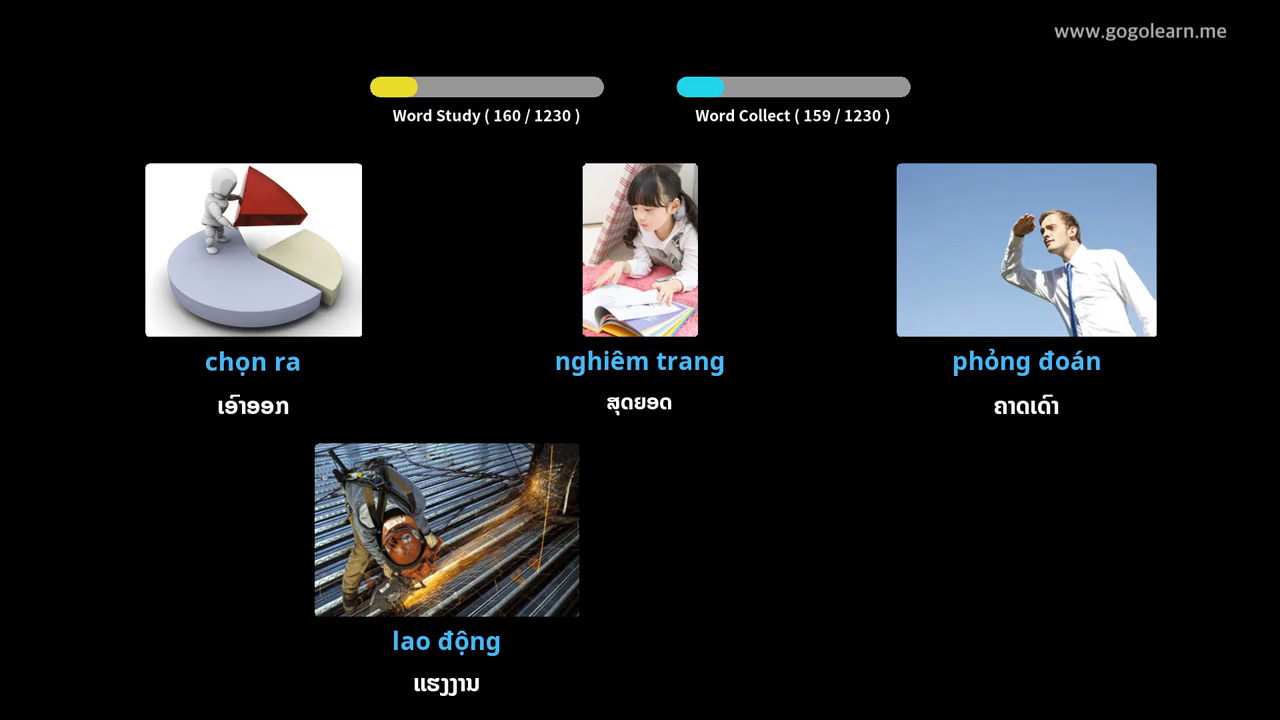 www.gogolearn.me
Word Study ( 160 / 1230 )
Word Collect ( 159 / 1230 )
chọn ra
ເອົາອອກ
nghiêm trang
ສຸດຍອດ
phỏng đoán
ຄາດເດົາ
lao động
ແຮງງານ